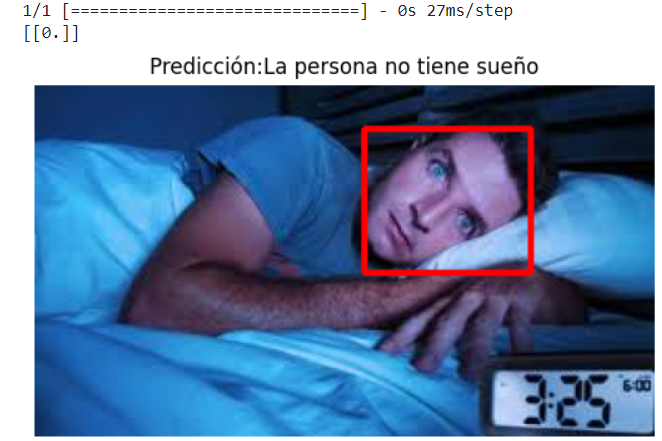 1/1 [==============================] - 0s 27ms/step
[[0.]]
Predicción:La persona no tiene sueño
6:00
3:25